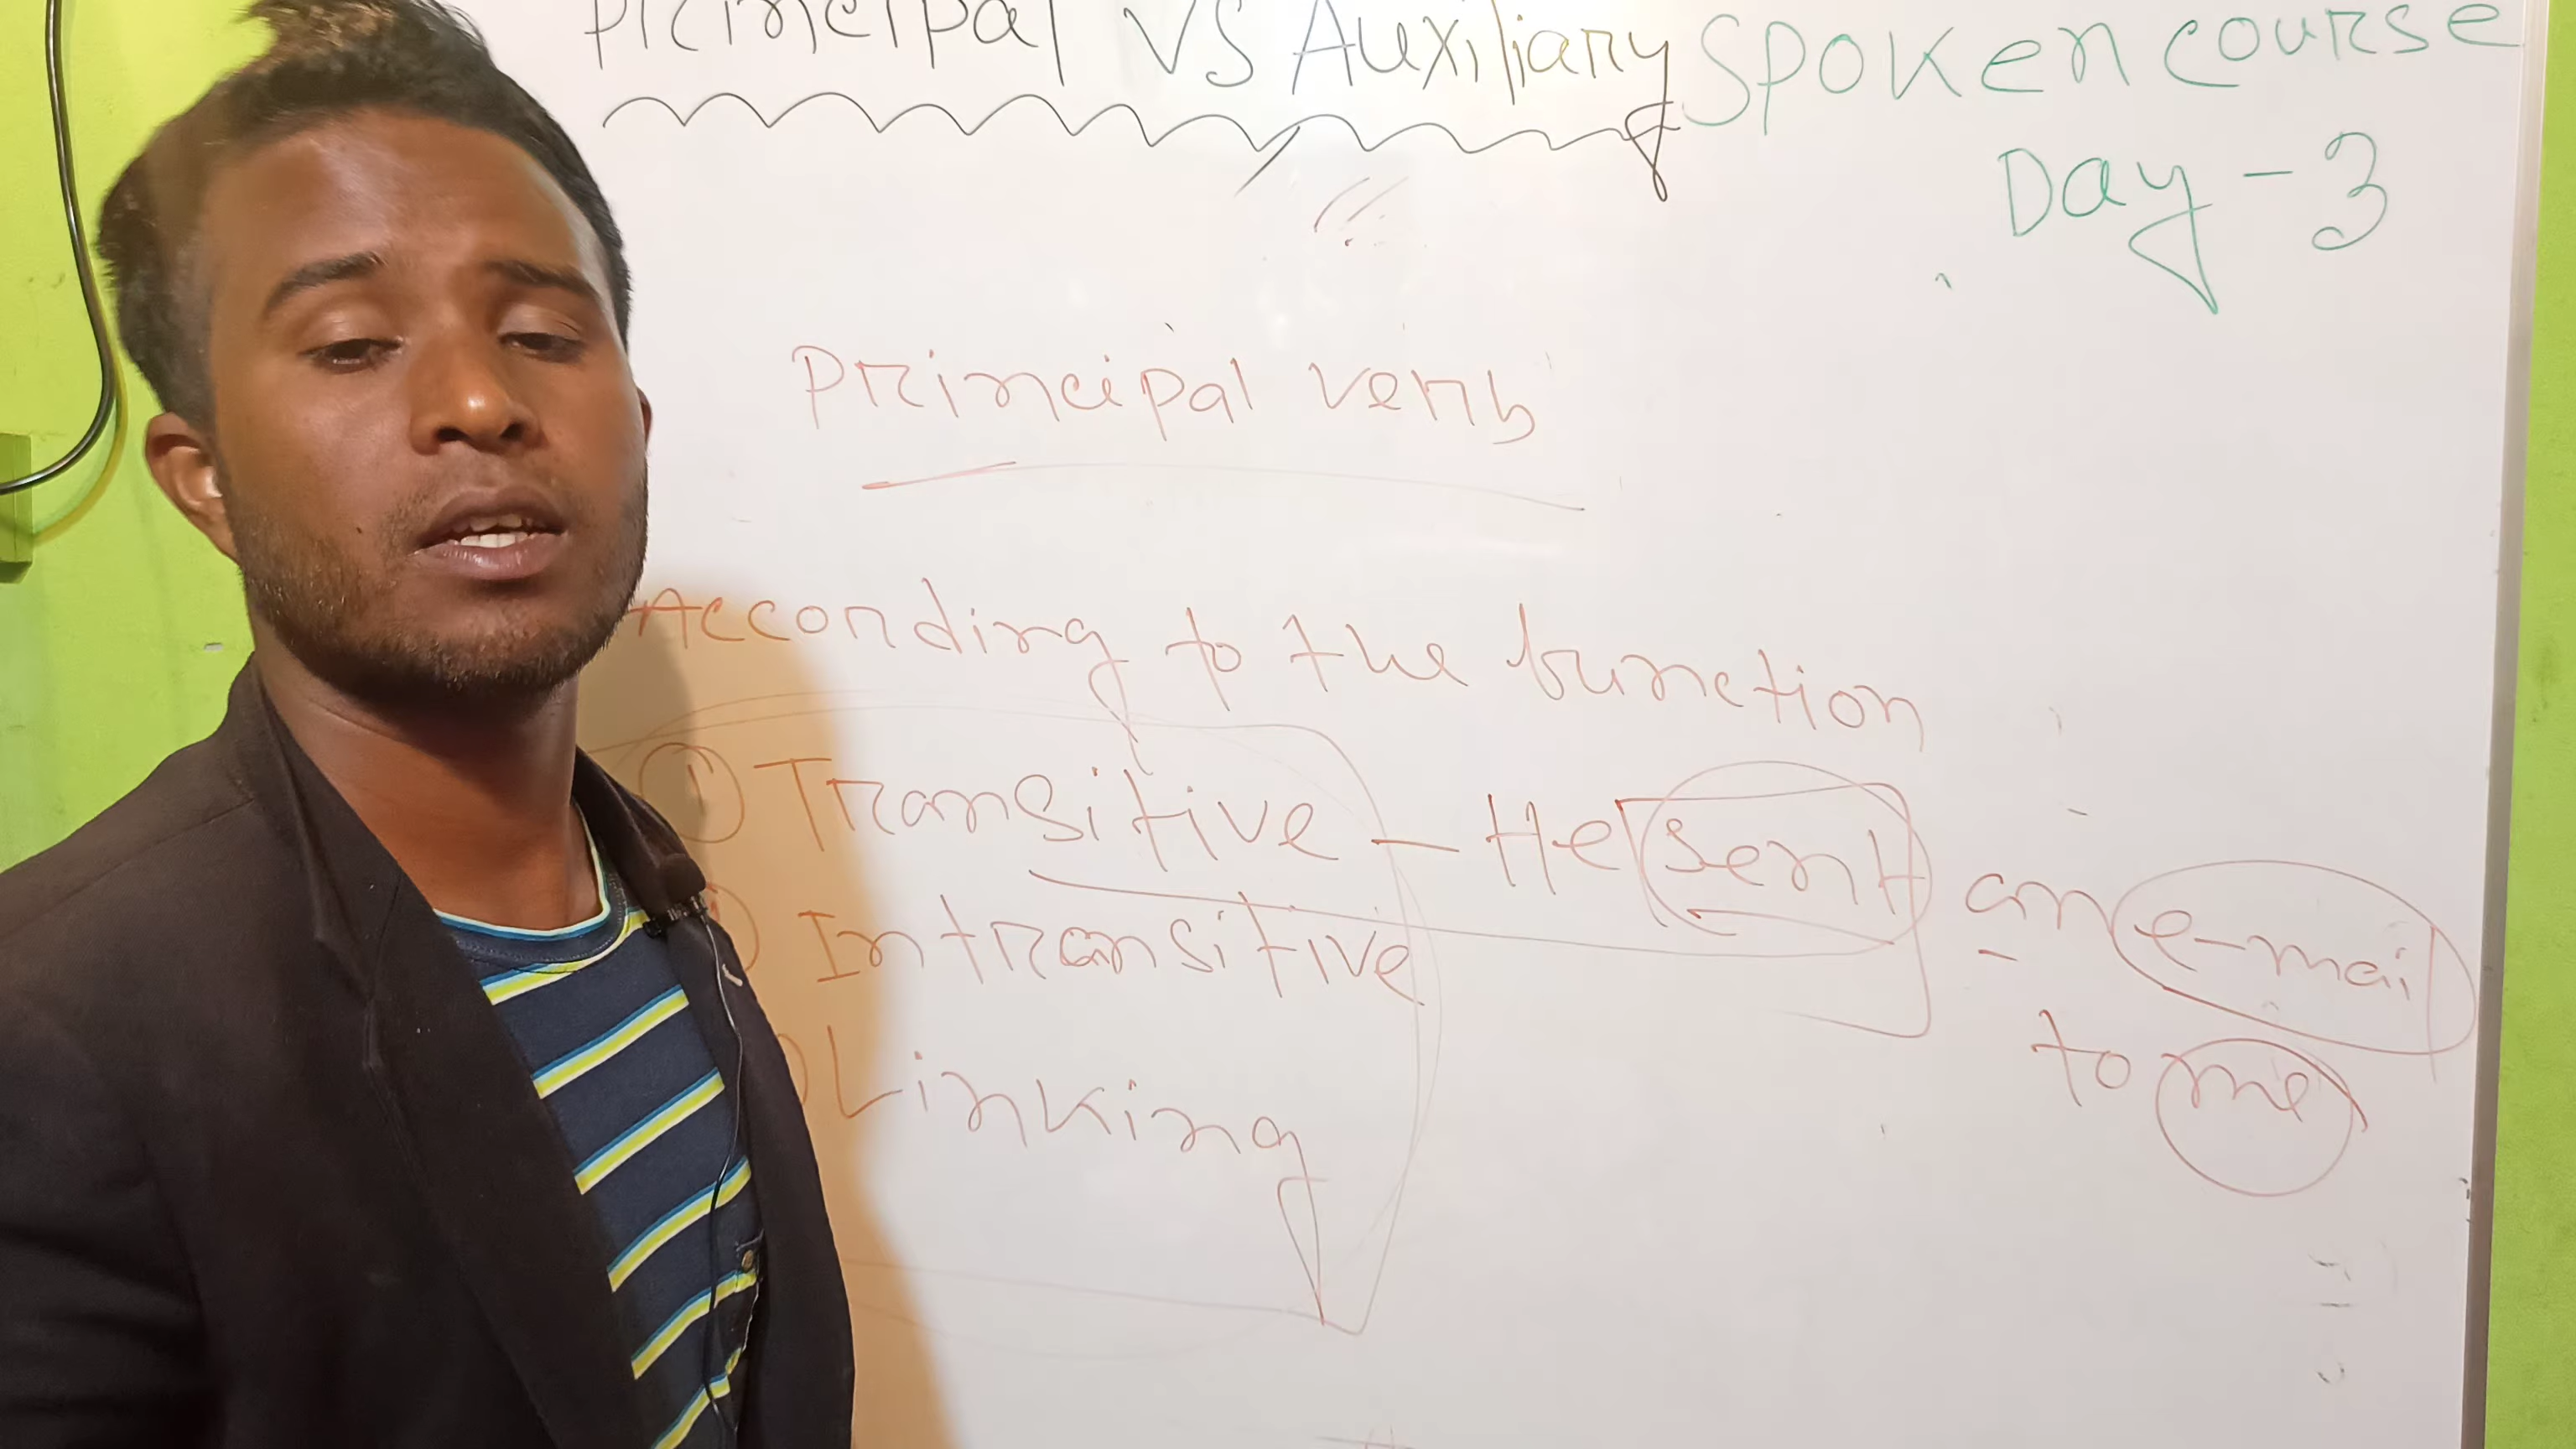 Principal VS Auxiliary
Spoken course
Day - 3
Principal verb
According to the function
① Transitive — He sent an e-mail
to me
Intransitive
Linking